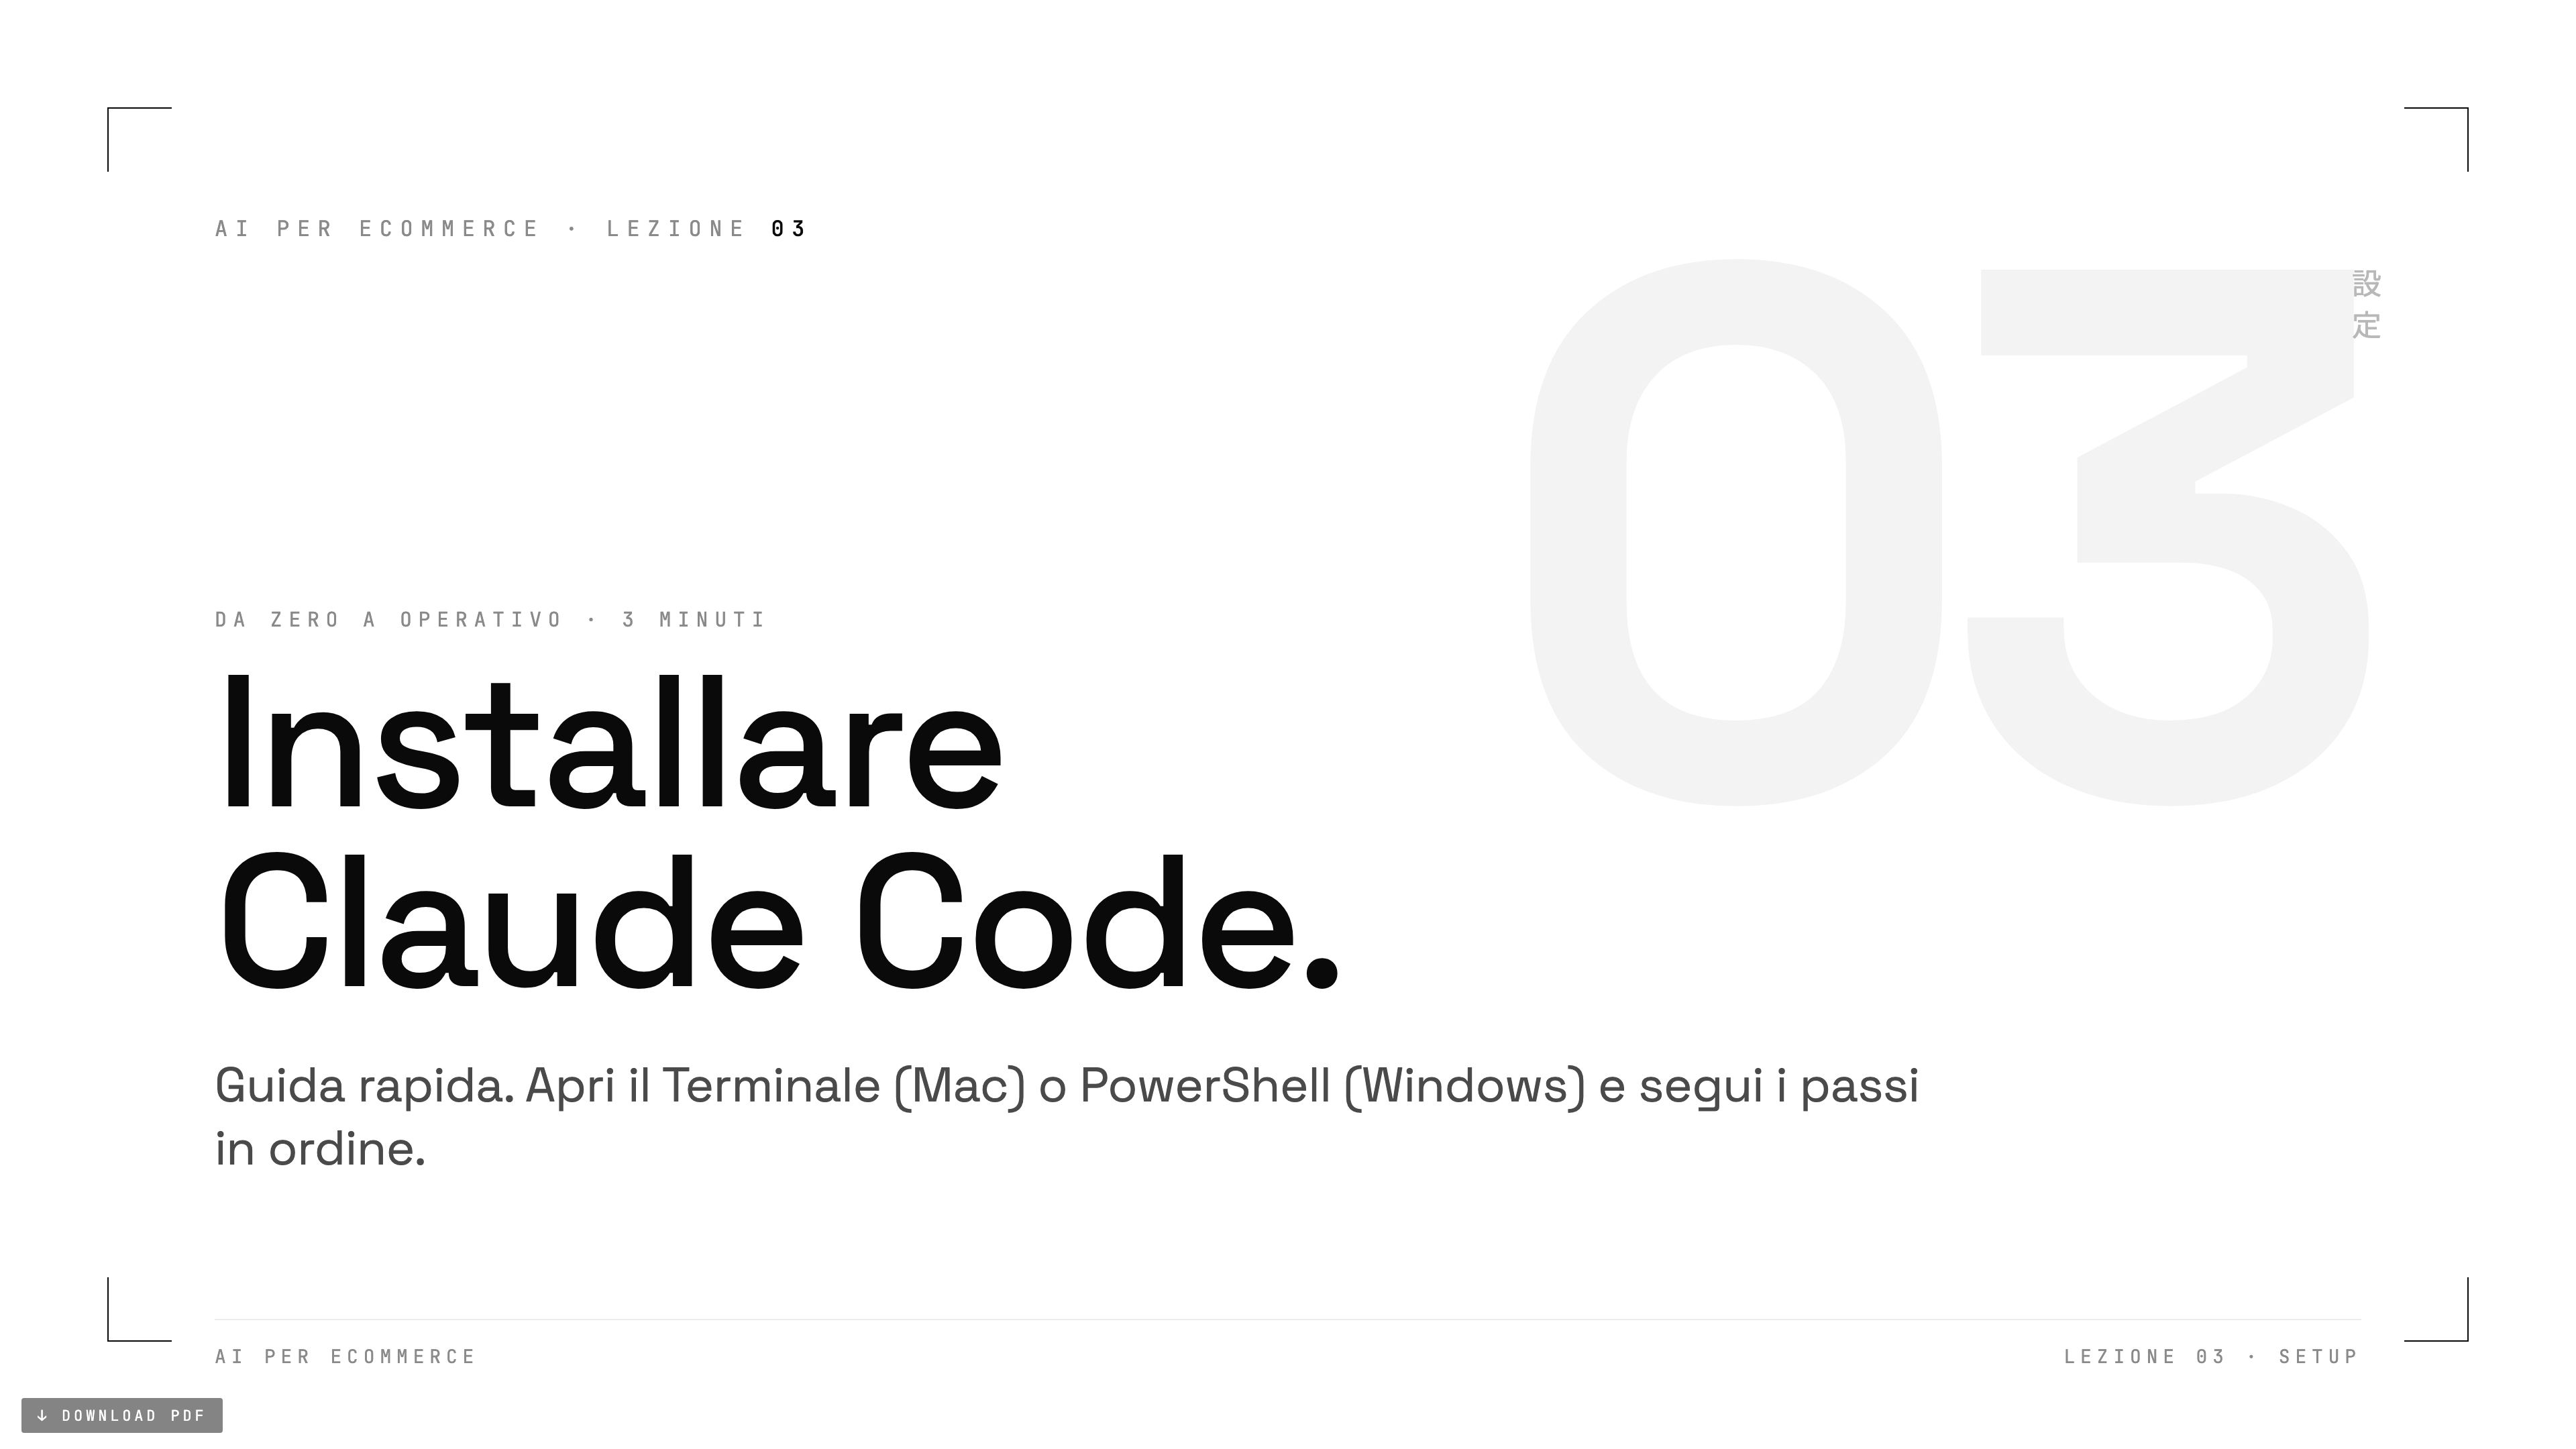 AI PER ECOMMERCE · LEZIONE 03
03
設定
DA ZERO A OPERATIVO · 3 MINUTI
Installare
Claude Code.
Guida rapida. Apri il Terminale (Mac) o PowerShell (Windows) e segui i passi
in ordine.
AI PER ECOMMERCE
LEZIONE 03 · SETUP
↓ DOWNLOAD PDF